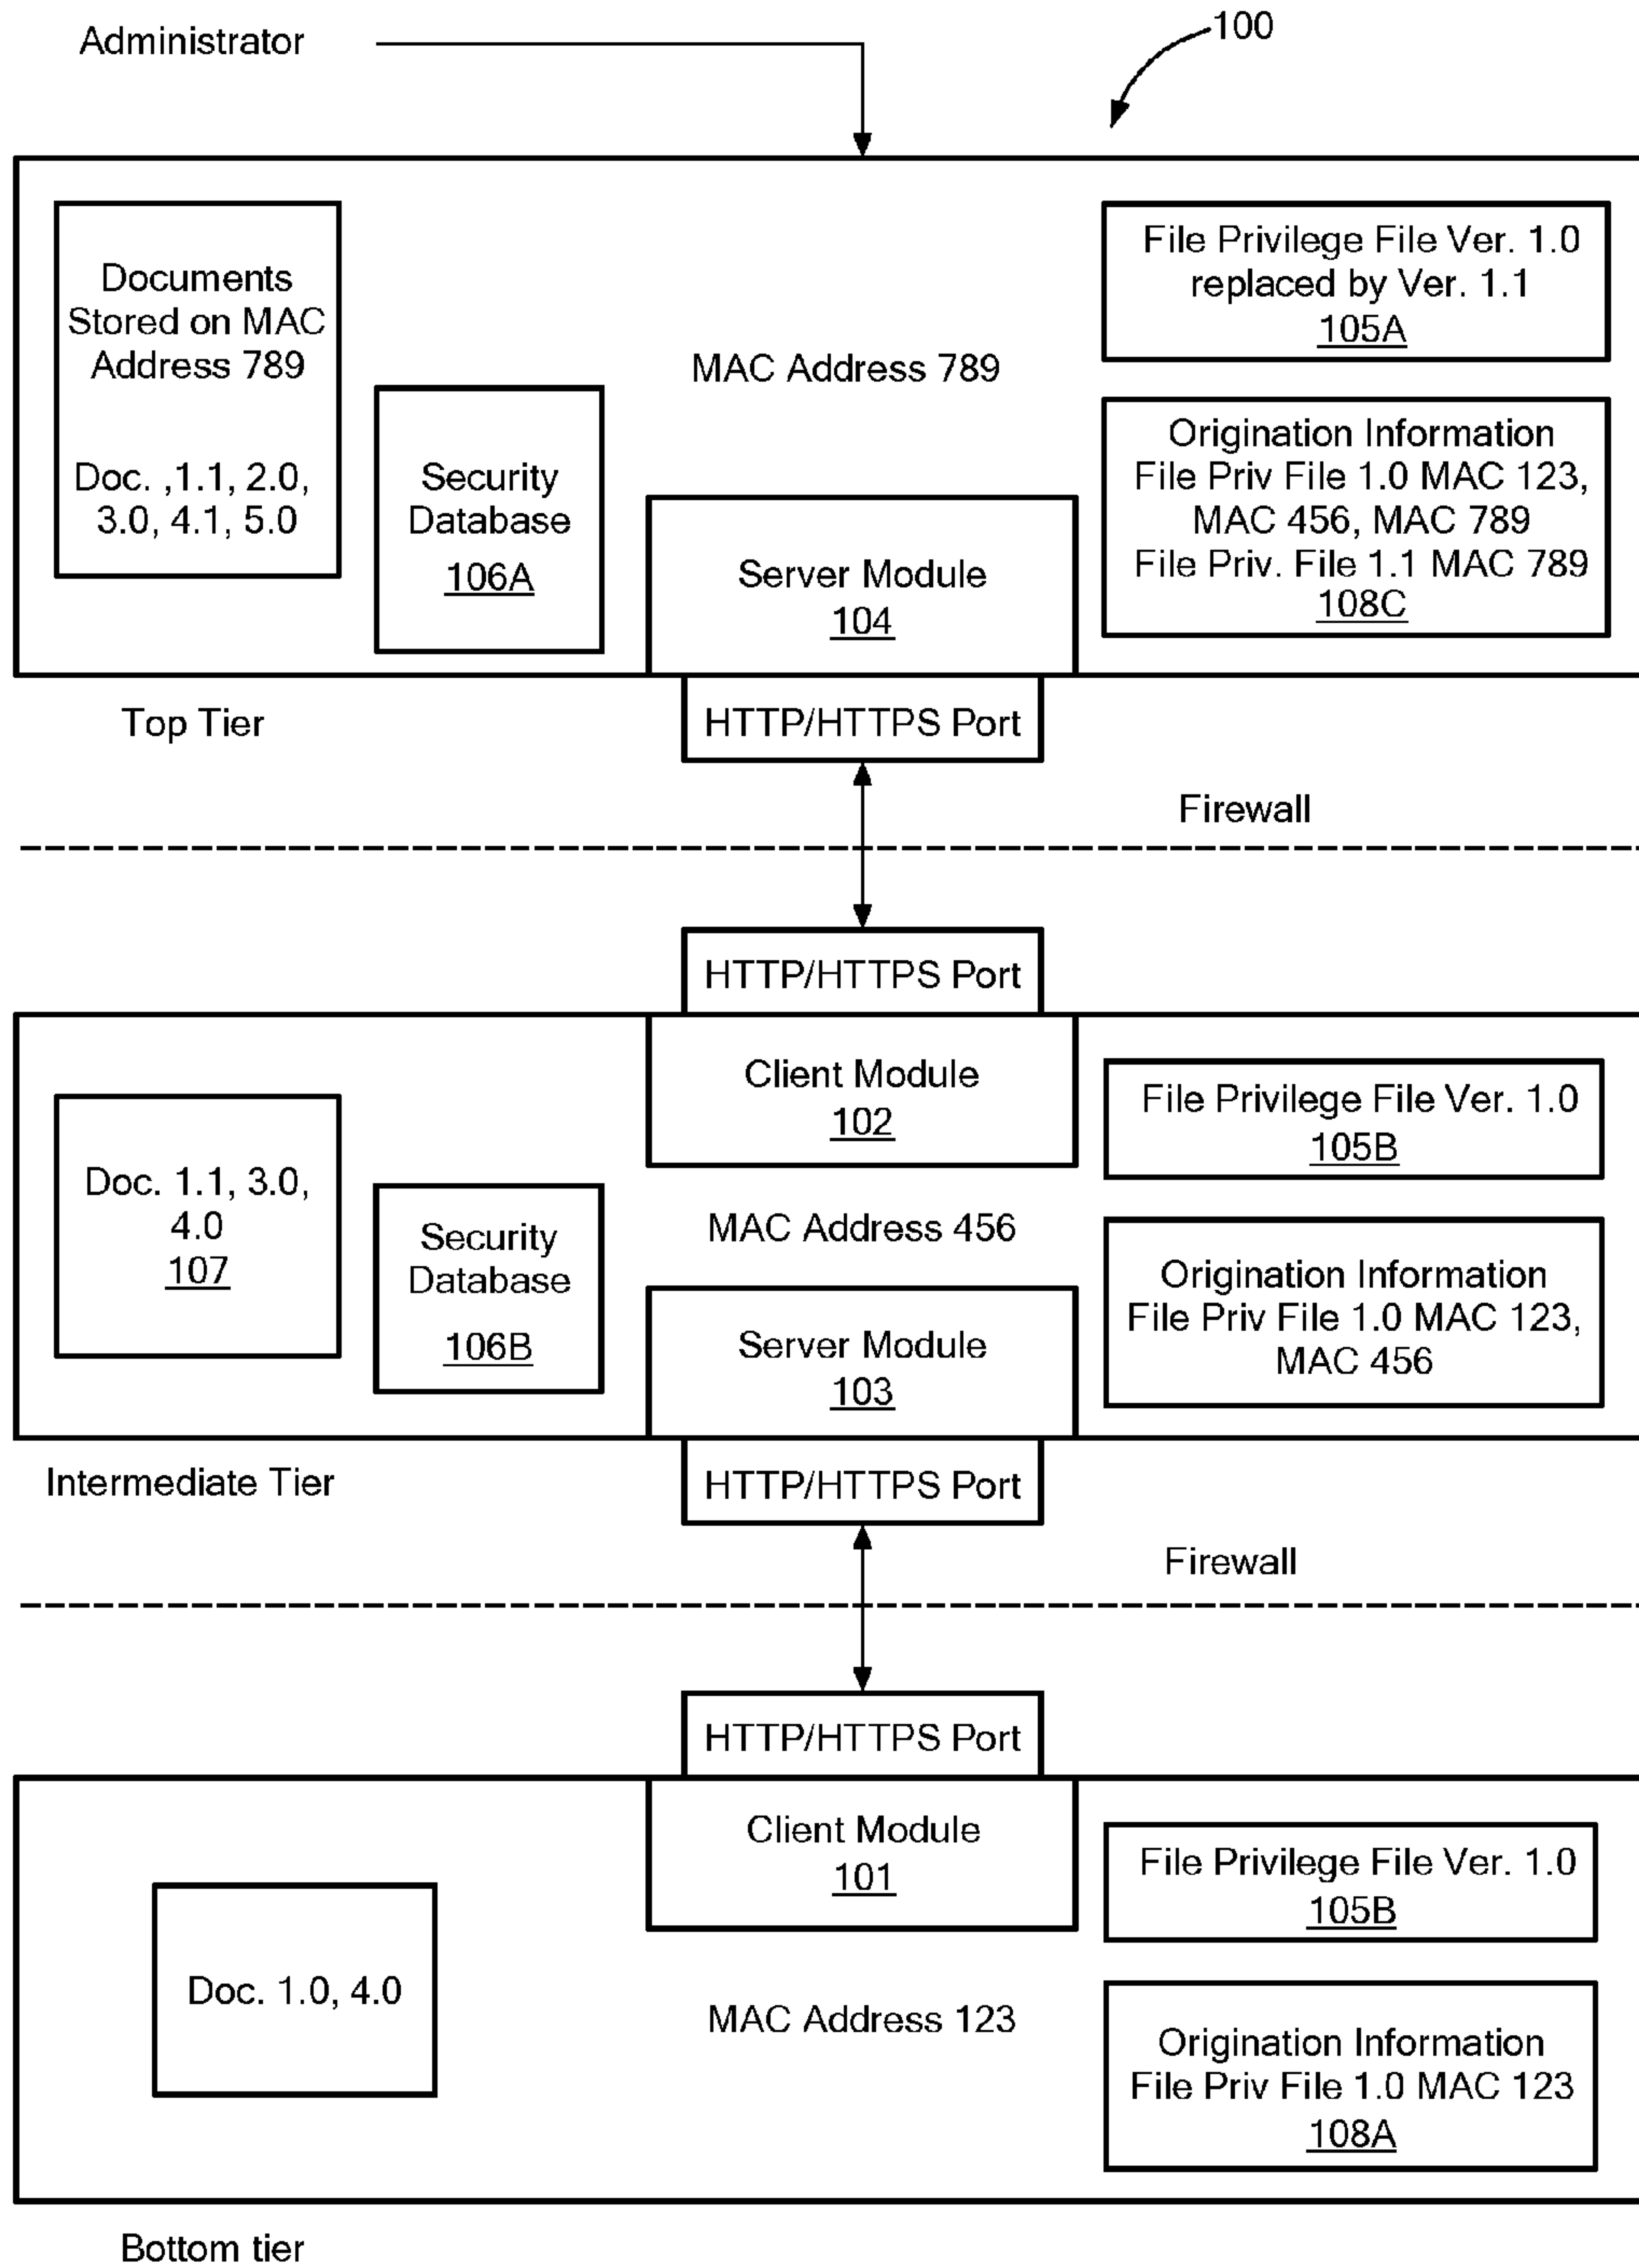 Administrator
100
Documents
Stored on MAC
Address 789
Doc. ,1.1, 2.0,
3.0, 4.1, 5.0
Security
Database
106A
MAC Address 789
Server Module
104
File Privilege File Ver. 1.0
replaced by Ver. 1.1
105A
Origination Information
File Priv File 1.0 MAC 123,
MAC 456, MAC 789
File Priv. File 1.1 MAC 789
108C
Top Tier
HTTP/HTTPS Port
Firewall
HTTP/HTTPS Port
Doc. 1.1, 3.0,
4.0
107
Security
Database
106B
Client Module
102
MAC Address 456
Server Module
103
File Privilege File Ver. 1.0
105B
Origination Information
File Priv File 1.0 MAC 123,
MAC 456
Intermediate Tier
HTTP/HTTPS Port
Firewall
HTTP/HTTPS Port
Doc. 1.0, 4.0
Client Module
101
MAC Address 123
File Privilege File Ver. 1.0
105B
Origination Information
File Priv File 1.0 MAC 123
108A
Bottom tier